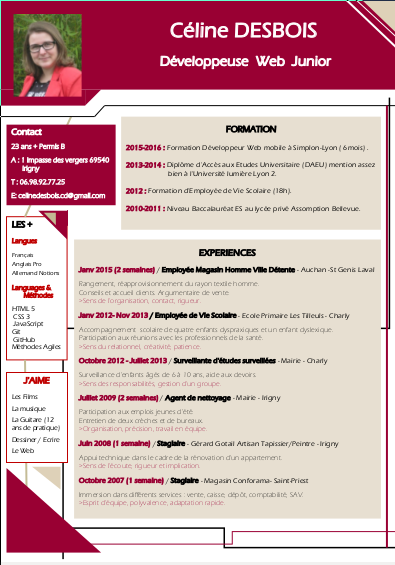 Céline DESBOIS
Développeuse Web Junior
Contact
23 ans + Permis B
A : 1 Impasse des vergers 69540
Irigny
T : 06.98.92.77.25
E: celinedesbois.cd@gmail.com
LES +
Langues
Français
Anglais Pro
Allemand Notions
Languages &
Méthodes
HTML 5
CSS 3
JavaScript
Git
GitHub
Méthodes Agiles
J'AIME
Les Films
La musique
La Guitare (12
ans de pratique)
Dessiner / Ecrire
Le Web
FORMATION
2015-2016 : Formation Développeur Web mobile à Simplon-Lyon ( 6mois) .
2013-2014 : Diplôme d'Accès aux Etudes Universitaire (DAEU) mention assez
bien à l'Université lumière Lyon 2.
2012 : Formation d'Employée de Vie Scolaire (18h).
2010-2011 : Niveau Baccalauréat ES au lycée privé Assomption Bellevue.
EXPERIENCES
Janv 2015 (2 semaines) / Employée Magasin Homme Ville Détente - Auchan -St Genis Laval
Rangement, réapprovisionnement du rayon textile homme.
Conseils et accueil clients. Argumentaire de vente.
>Sens de l'organisation, contact, rigueur.
Janv 2012- Nov 2013 / Employée de Vie Scolaire - Ecole Primaire Les Tilleuls - Charly
Accompagnement scolaire de quatre enfants dyspraxiques et un enfant dyslexique.
Participation aux réunions avec les professionnels de la santé.
>Sens du relationnel, créativité, patience.
Octobre 2012 - Juillet 2013 / Surveillante d'études surveillées - Mairie - Charly
Surveillance d'enfants âgés de 6 à 10 ans, aide aux devoirs.
>Sens des responsabilités, gestion d'un groupe.
Juillet 2009 (2 semaines) / Agent de nettoyage - Mairie - Irigny
Participation aux emplois jeunes d'été.
Entretien de deux crèches et de bureaux.
>Organisation, précision, travail en équipe.
Juin 2008 (1 semaine) / Stagiaire - Gérard Gotail Artisan Tapissier/Peintre - Irigny
Appui technique dans le cadre de la rénovation d'un appartement.
>Sens de l'écoute, rigueur et implication.
Octobre 2007 (1 semaine) / Stagiaire - Magasin Conforama- Saint-Priest
Immersion dans différents services : vente, caisse, dépôt, comptabilité, SAV.
>Esprit d'équipe, polyvalence, adaptation rapide.